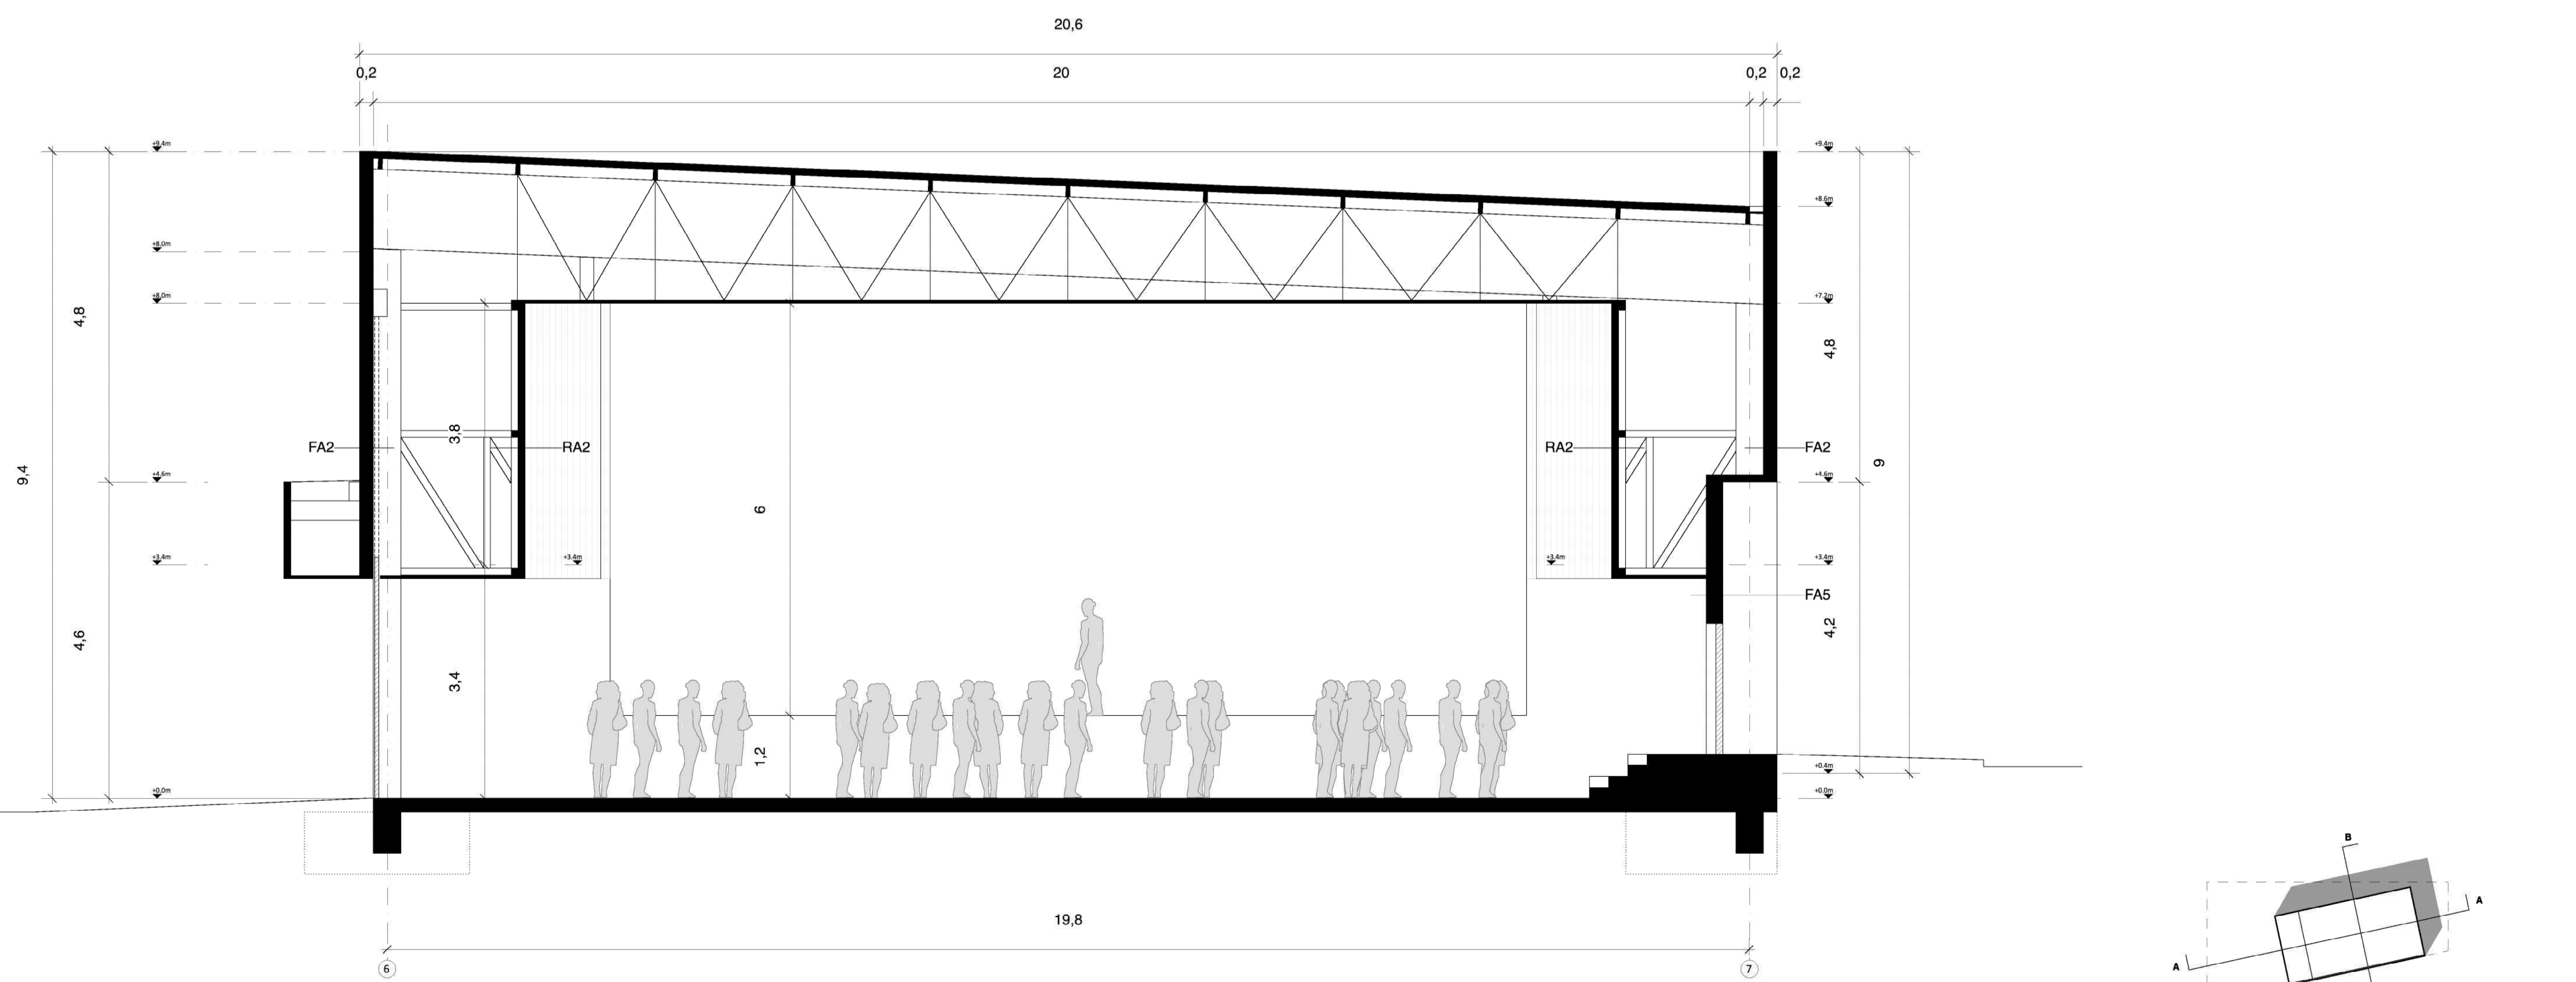 20,6
0,2 20 0,2 0,2
+9.4m +9.4m
+8.6m
+8.0m
+8.0m +7.2m
4,8 4,8
3,8
FA2 RA2 RA2 FA2
9,4 9
+4.6m +4.6m
6
+3.4m +3.4m +3.4m +3.4m
FA5
4,6 4,2
3,4
1,2
+0.4m
+0.0m +0.0m
B
A
19,8
6 7 A